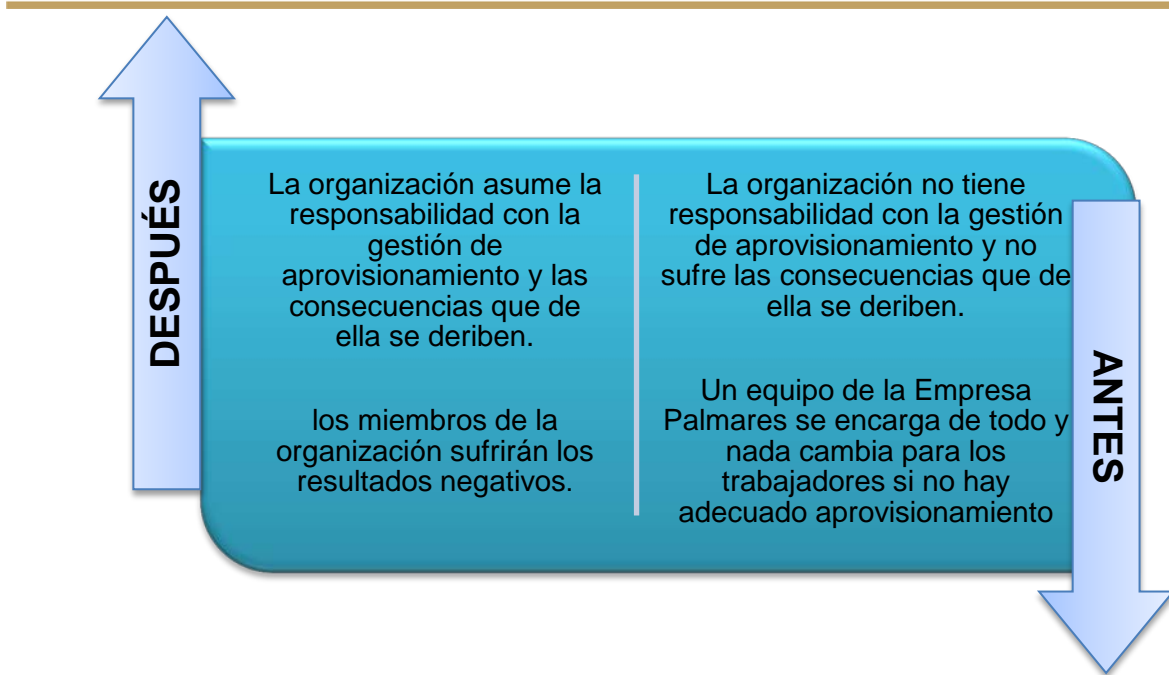 DESPUÉS
La organización asume la
responsabilidad con la
gestión de
aprovisionamiento y las
consecuencias que de
ella se deriben.
los miembros de la
organización sufrirán los
resultados negativos.
La organización no tiene
responsabilidad con la gestión
de aprovisionamiento y no
sufre las consecuencias que de
ella se deriben.
Un equipo de la Empresa
Palmares se encarga de todo y
nada cambia para los
trabajadores si no hay
adecuado aprovisionamiento
ANTES